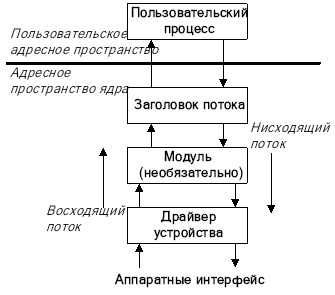 Пользовательский
процесс
Пользовательское
адресное пространство
Адресное
пространство ядра
Заголовок потока
Нисходящий
поток
Модуль
(необязательно)
Восходящий
поток
Драйвер
устройства
Аппаратные интерфейс